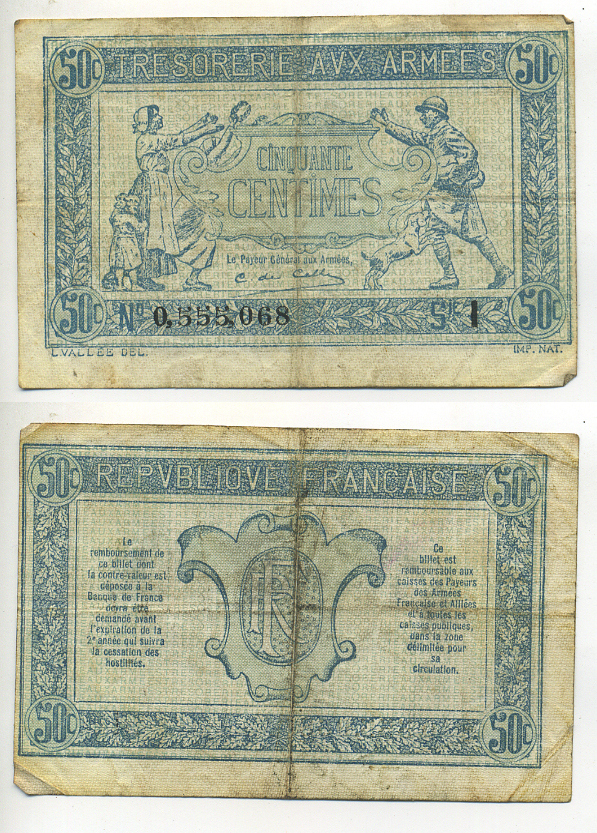 50c TRESORERIE AVX ARMEES 50c
CINQUANTE
CENTIMES
Le Payeur Général aux Armées,
50c No 0,555,068 SIE I 50c
L.VALLÉE DEL. IMP. NAT.
50c REPVBLIQVE FRANÇAISE 50c
Le
remboursement de
ce billet dont
la contre-valeur est
déposée à la
Banque de France
devra être
demandé avant
l'expiration de la
2e année qui suivra
la cessation des
hostilités.
Ce
billet est
remboursable aux
caisses des Payeurs
des Armées
Française et Alliées
et à toutes les
caisses publiques,
dans la zone
délimitée pour
sa
circulation.
50c 50c